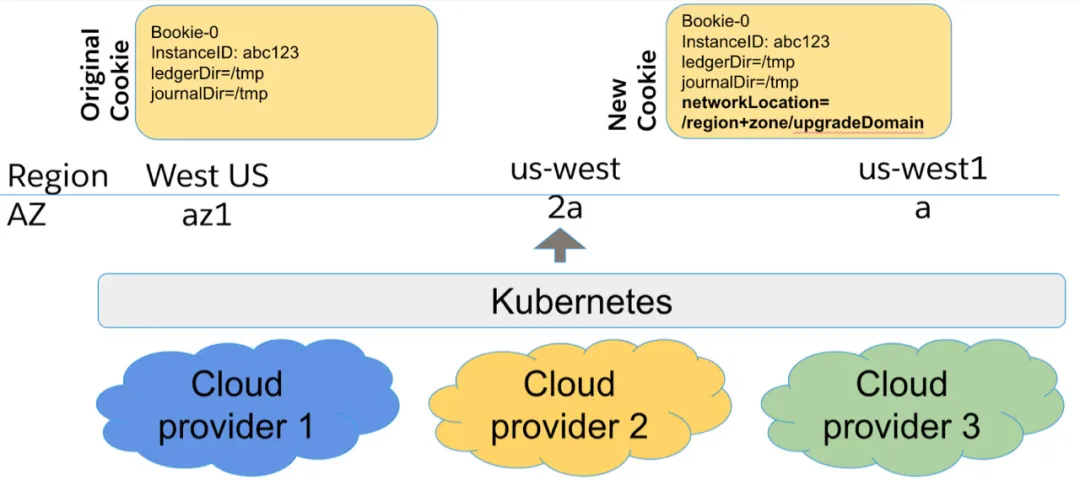 Original
Cookie
Bookie-0
InstanceID: abc123
ledgerDir=/tmp
journalDir=/tmp
New
Cookie
Bookie-0
InstanceID: abc123
ledgerDir=/tmp
journalDir=/tmp
networkLocation=
/region+zone/upgradeDomain
Region West US us-west us-west1
AZ az1 2a a
Kubernetes
Cloud
provider 1
Cloud
provider 2
Cloud
provider 3